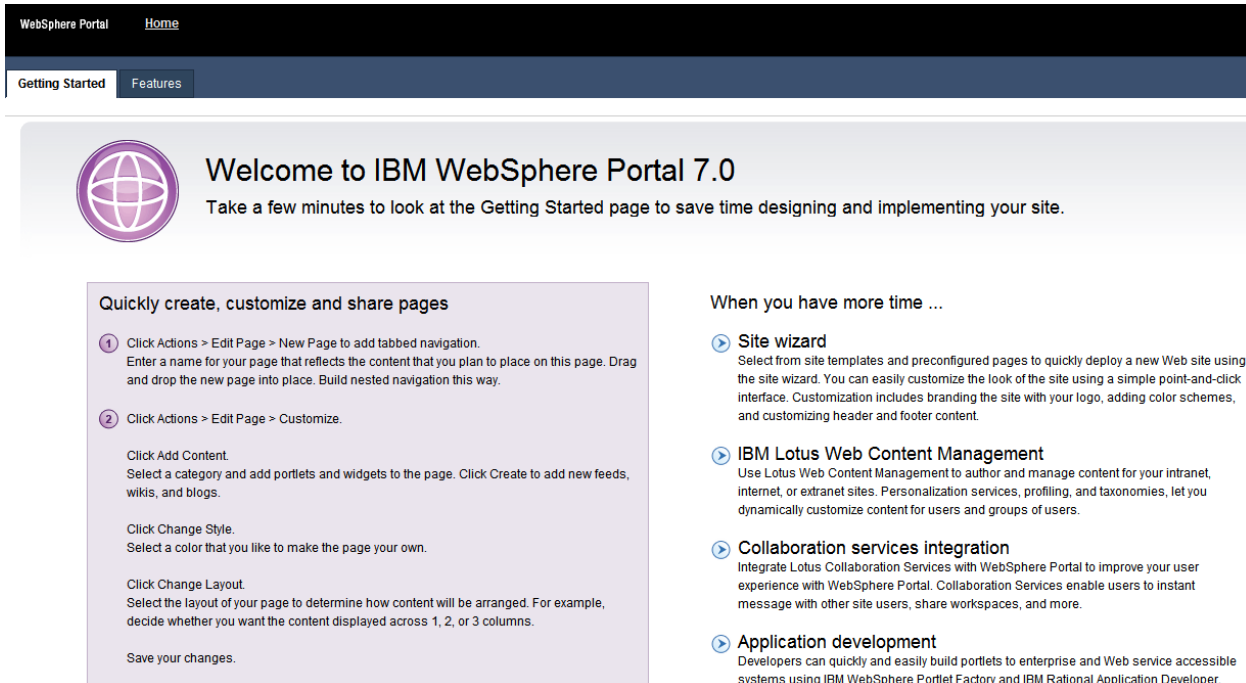 WebSphere Portal Home
Getting Started Features
Welcome to IBM WebSphere Portal 7.0
Take a few minutes to look at the Getting Started page to save time designing and implementing your site.
Quickly create, customize and share pages
1 Click Actions > Edit Page > New Page to add tabbed navigation.
Enter a name for your page that reflects the content that you plan to place on this page. Drag
and drop the new page into place. Build nested navigation this way.
2 Click Actions > Edit Page > Customize.
Click Add Content.
Select a category and add portlets and widgets to the page. Click Create to add new feeds,
wikis, and blogs.
Click Change Style.
Select a color that you like to make the page your own.
Click Change Layout.
Select the layout of your page to determine how content will be arranged. For example,
decide whether you want the content displayed across 1, 2, or 3 columns.
Save your changes.
When you have more time ...
Site wizard
Select from site templates and preconfigured pages to quickly deploy a new Web site using
the site wizard. You can easily customize the look of the site using a simple point-and-click
interface. Customization includes branding the site with your logo, adding color schemes,
and customizing header and footer content.
IBM Lotus Web Content Management
Use Lotus Web Content Management to author and manage content for your intranet,
internet, or extranet sites. Personalization services, profiling, and taxonomies, let you
dynamically customize content for users and groups of users.
Collaboration services integration
Integrate Lotus Collaboration Services with WebSphere Portal to improve your user
experience with WebSphere Portal. Collaboration Services enable users to instant
message with other site users, share workspaces, and more.
Application development
Developers can quickly and easily build portlets to enterprise and Web service accessible
systems using IBM WebSphere Portlet Factory and IBM Rational Application Developer.